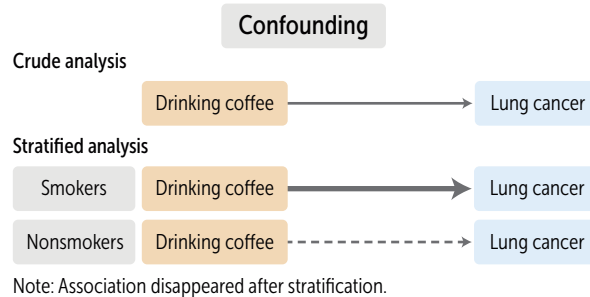 Confounding
Crude analysis
Drinking coffee Lung cancer
Stratified analysis
Smokers Drinking coffee Lung cancer
Nonsmokers Drinking coffee Lung cancer
Note: Association disappeared after stratification.